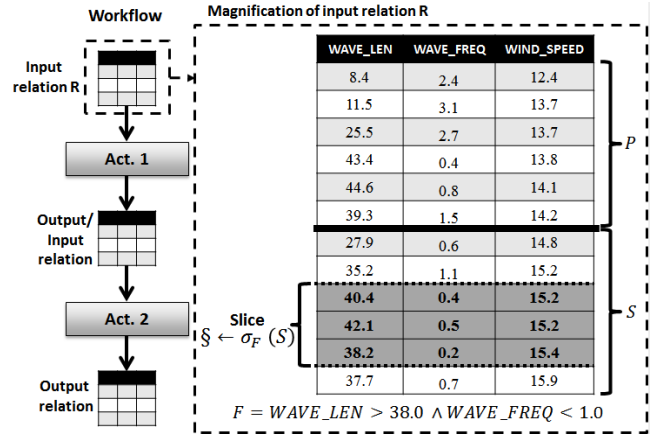 Workflow
Input
relation R
Act. 1
Output/
Input
relation
Act. 2
Output
relation
Magnification of input relation R
WAVE_LEN WAVE_FREQ WIND_SPEED
8.4 2.4 12.4
11.5 3.1 13.7
25.5 2.7 13.7
43.4 0.4 13.8
44.6 0.8 14.1
39.3 1.5 14.2
27.9 0.6 14.8
35.2 1.1 15.2
40.4 0.4 15.2
42.1 0.5 15.2
38.2 0.2 15.4
37.7 0.7 15.9
P
S
Slice
§ ← σ_F (S)
F = WAVE_LEN > 38.0 ∧ WAVE_FREQ < 1.0